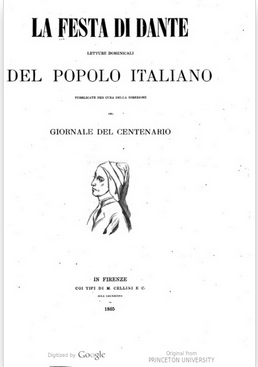 LA FESTA DI DANTE
LETTURE DOMENICALI
DEL POPOLO ITALIANO
PUBBLICATE PER CURA DELLA DIREZIONE
DEL
GIORNALE DEL CENTENARIO
IN FIRENZE
COI TIPI DI M. CELLINI E C.
ALLA GALILEIANA
1865
Digitized by Google
Original from
PRINCETON UNIVERSITY